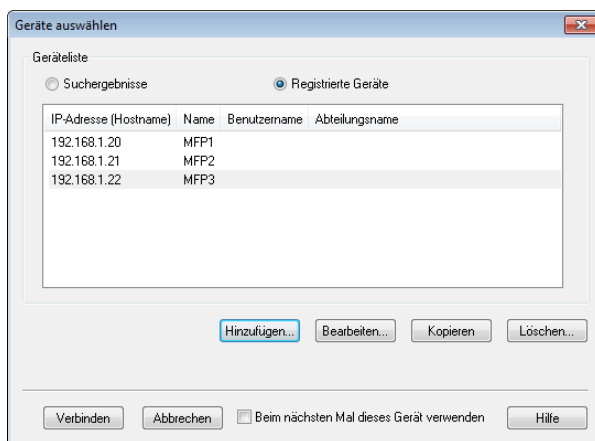 Geräte auswählen
Geräteliste
Suchergebnisse Registrierte Geräte
IP-Adresse (Hostname) Name Benutzername Abteilungsname
192.168.1.20 MFP1
192.168.1.21 MFP2
192.168.1.22 MFP3
Hinzufügen... Bearbeiten... Kopieren Löschen...
Verbinden Abbrechen Beim nächsten Mal dieses Gerät verwenden Hilfe